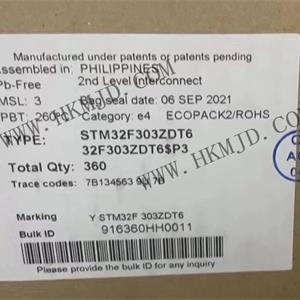 Manufactured under patents or patents pending
Assembled in: PHILIPPINES
Pb-Free 2nd Level Interconnect
MSL: 3 Bag seal date: 06 SEP 2021
PBT: 260 Category: e4 ECOPACK2/ROHS
TYPE: STM32F303ZDT6
32F303ZDT6$P3
Total Qty: 360
Trace codes: 7B134563
Marking Y STM32F 303ZDT6
Bulk ID 916360HH0011
Please provide the bulk ID for any inquiry
WWW.HKMJD.COM